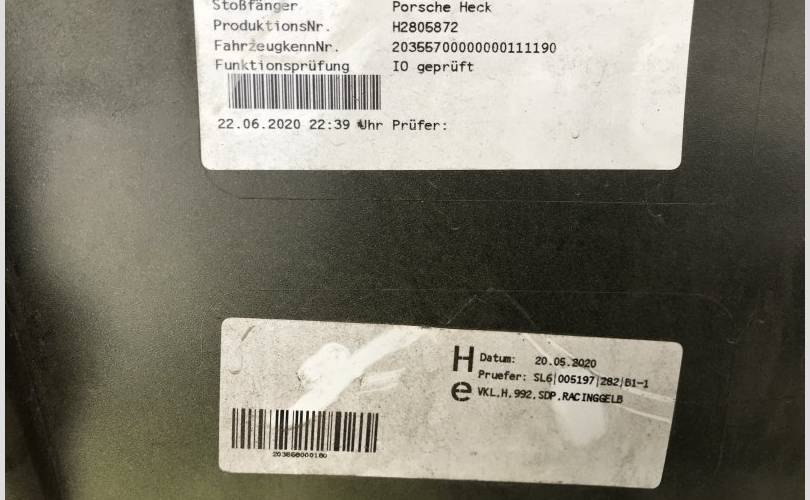 Stoßfänger Porsche Heck
ProduktionsNr. H2805872
FahrzeugkennNr. 20355700000000111190
Funktionsprüfung IO geprüft
22.06.2020 22:39 Uhr Prüfer:
H Datum: 20.05.2020
Pruefer: SL6|005197|282|B1-1
e VKL.H.992.SDP.RACINGGELB